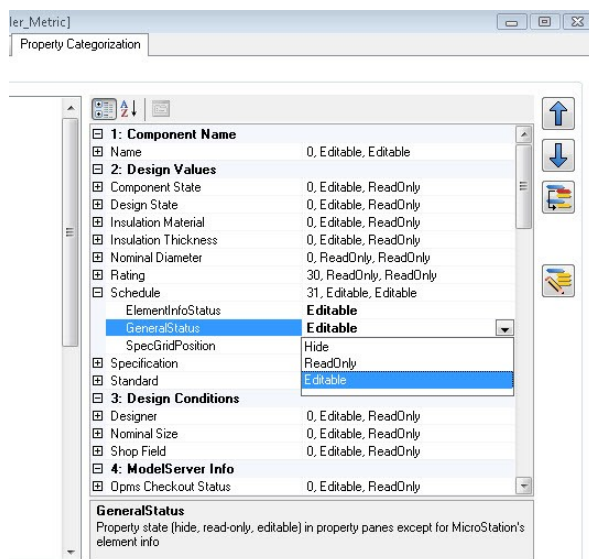 ler_Metric]
Property Categorization
A
Z
1: Component Name
Name 0, Editable, Editable
2: Design Values
Component State 0, Editable, ReadOnly
Design State 0, Editable, ReadOnly
Insulation Material 0, Editable, ReadOnly
Insulation Thickness 0, Editable, ReadOnly
Nominal Diameter 0, ReadOnly, ReadOnly
Rating 30, ReadOnly, ReadOnly
Schedule 31, Editable, Editable
ElementInfoStatus Editable
GeneralStatus Editable
SpecGridPosition Hide
Specification ReadOnly
Standard Editable
3: Design Conditions
Designer 0, Editable, ReadOnly
Nominal Size 0, Editable, ReadOnly
Shop Field 0, Editable, ReadOnly
4: ModelServer Info
Opms Checkout Status 0, Editable, ReadOnly
GeneralStatus
Property state (hide, read-only, editable) in property panes except for MicroStation's
element info